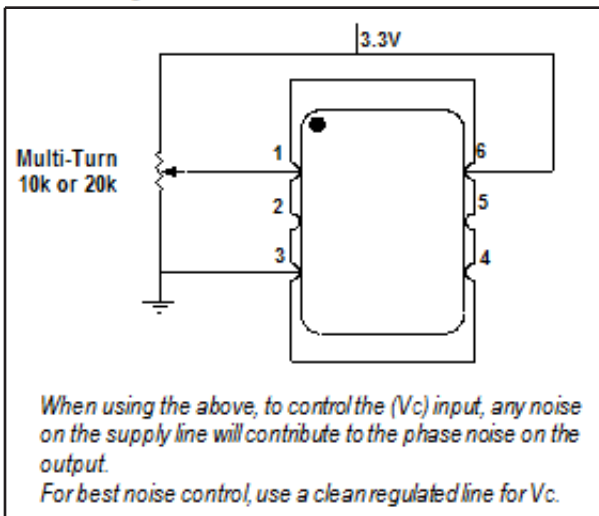 3.3V
Multi-Turn
10k or 20k
1
6
2
5
3
4
When using the above, to control the (Vc) input, any noise
on the supply line will contribute to the phase noise on the
output.
For best noise control, use a clean regulated line for Vc.